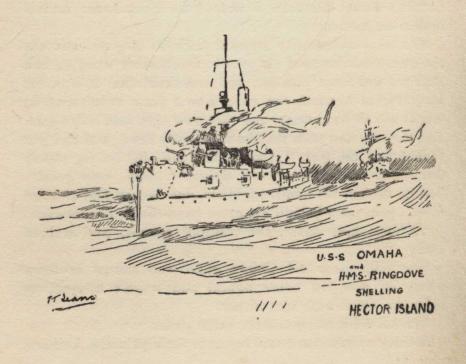 U·S·S OMAHA
and
H·M·S· RINGDOVE
SHELLING
HECTOR ISLAND